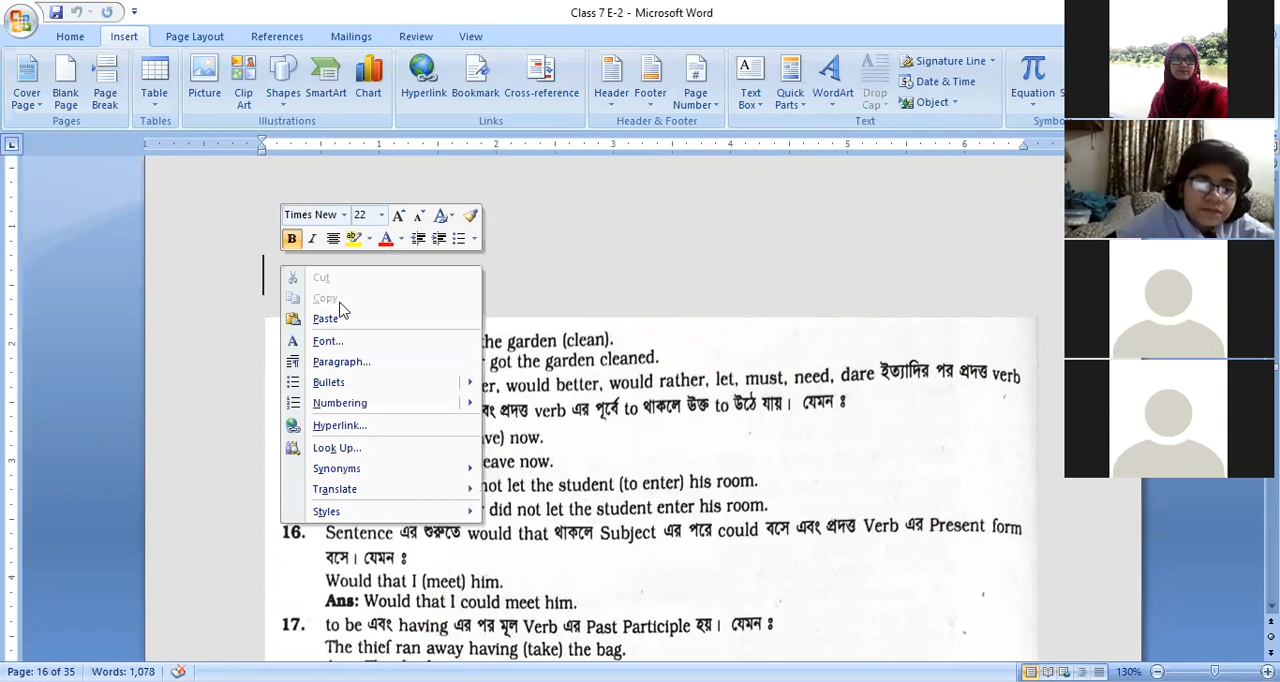 Class 7 E-2 - Microsoft Word
Home Insert Page Layout References Mailings Review View
Cover Page Blank Page Page Break Table Picture Clip Art Shapes SmartArt Chart Hyperlink Bookmark Cross-reference Header Footer Page Number Text Box Quick Parts WordArt Drop Cap Signature Line Date & Time Object Equation S
Pages Tables Illustrations Links Header & Footer Text Symbo
1 1 2 3 4 5 6
Times New 22
Cut
Copy
Paste
Font...
Paragraph...
Bullets
Numbering
Hyperlink...
Look Up...
Synonyms
Translate
Styles
the garden (clean).
got the garden cleaned.
er, would better, would rather, let, must, need, dare ইত্যাদির পর প্রদত্ত verb
বং প্রদত্ত verb এর পূর্বে to থাকলে উক্ত to উঠে যায়। যেমন ঃ
ve) now.
eave now.
not let the student (to enter) his room.
did not let the student enter his room.
16. Sentence এর শুরুতে would that থাকলে Subject এর পরে could বসে এবং প্রদত্ত Verb এর Present form
বসে। যেমন ঃ
Would that I (meet) him.
Ans: Would that I could meet him.
17. to be এবং having এর পর মূল Verb এর Past Participle হয়। যেমন ঃ
The thief ran away having (take) the bag.
Page: 16 of 35 Words: 1,078 130%